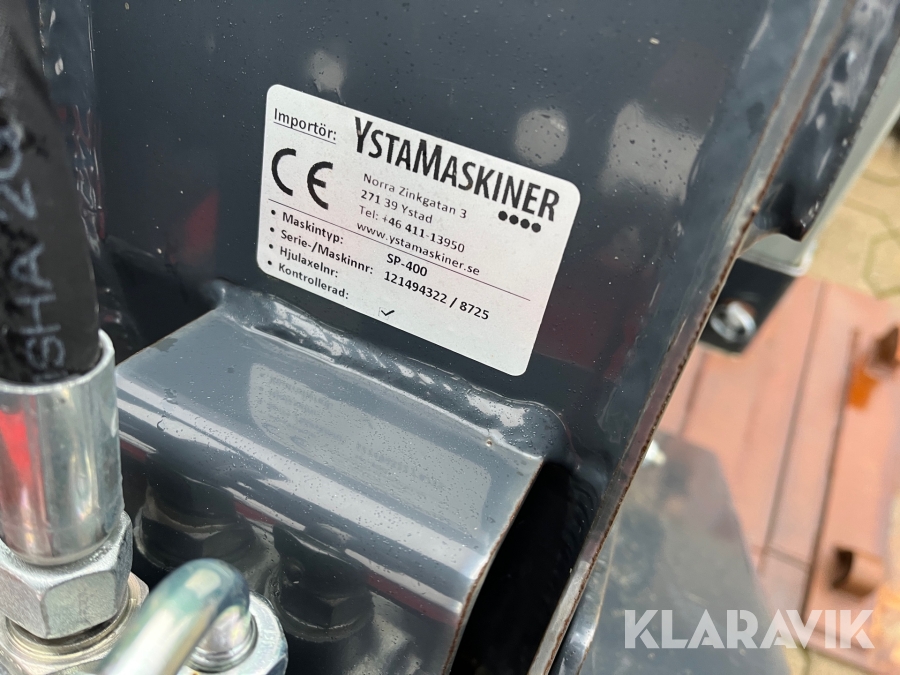 Importör: YSTAMASKINER
Norra Zinkgatan 3
271 39 Ystad
Tel: +46 411-13950
www.ystamaskiner.se
CE
• Maskintyp: SP-400
• Serie-/Maskinnr: 121494322 / 8725
• Hjulaxelnr:
• Kontrollerad: ✓
KLARAVIK